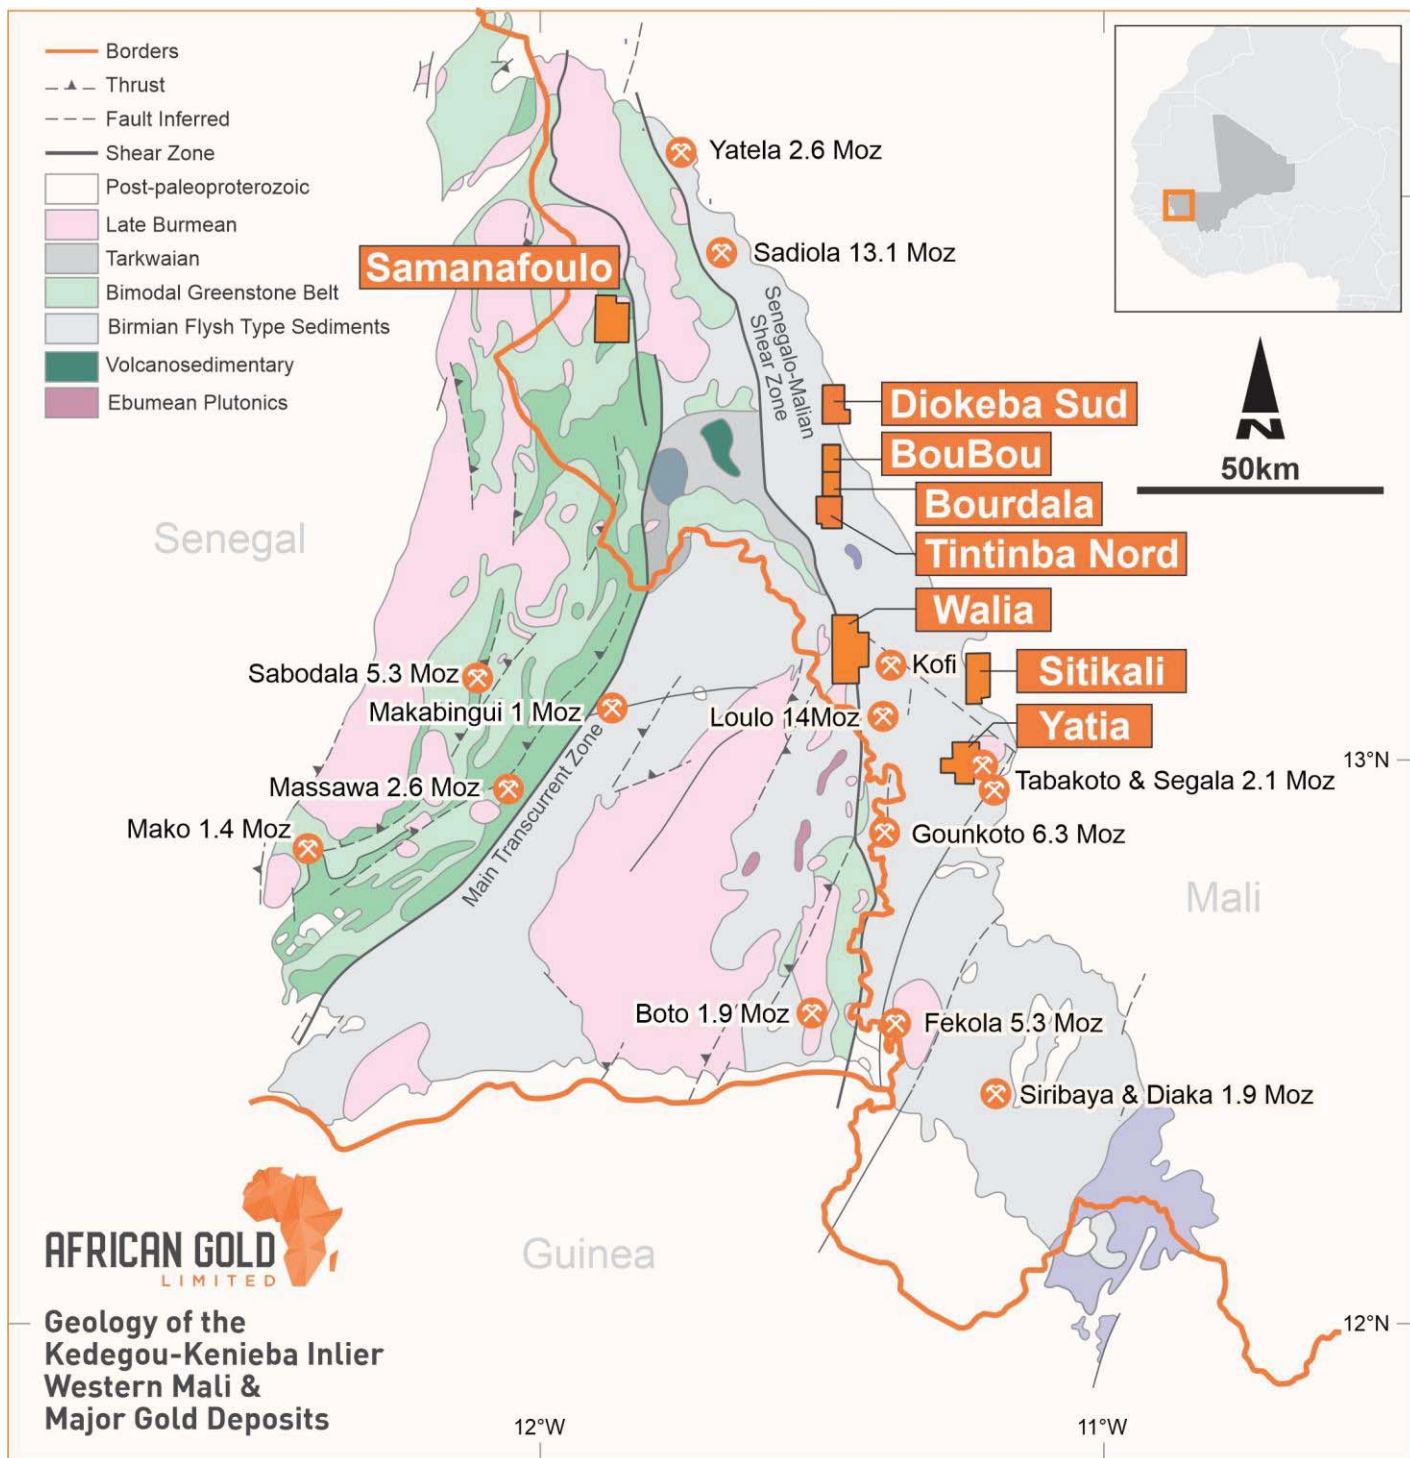 Borders
Thrust
Fault Inferred
Shear Zone
Post-paleoproterozoic
Late Burmean
Tarkwaian
Bimodal Greenstone Belt
Birmian Flysh Type Sediments
Volcanosedimentary
Ebumean Plutonics
Yatela 2.6 Moz
Sadiola 13.1 Moz
Samanafoulo
Senegalo-Malian
Shear Zone
N
50km
Diokeba Sud
BouBou
Bourdala
Tintinba Nord
Walia
Senegal
Kofi
Sitikali
Sabodala 5.3 Moz
Makabingui 1 Moz
Loulo 14Moz
Yatia
13°N
Massawa 2.6 Moz
Tabakoto & Segala 2.1 Moz
Mako 1.4 Moz
Gounkoto 6.3 Moz
Main Transcurrent Zone
Mali
Boto 1.9 Moz
Fekola 5.3 Moz
Siribaya & Diaka 1.9 Moz
Guinea
AFRICAN GOLD
LIMITED
Geology of the
Kedegou-Kenieba Inlier
Western Mali &
Major Gold Deposits
12°N
12°W
11°W